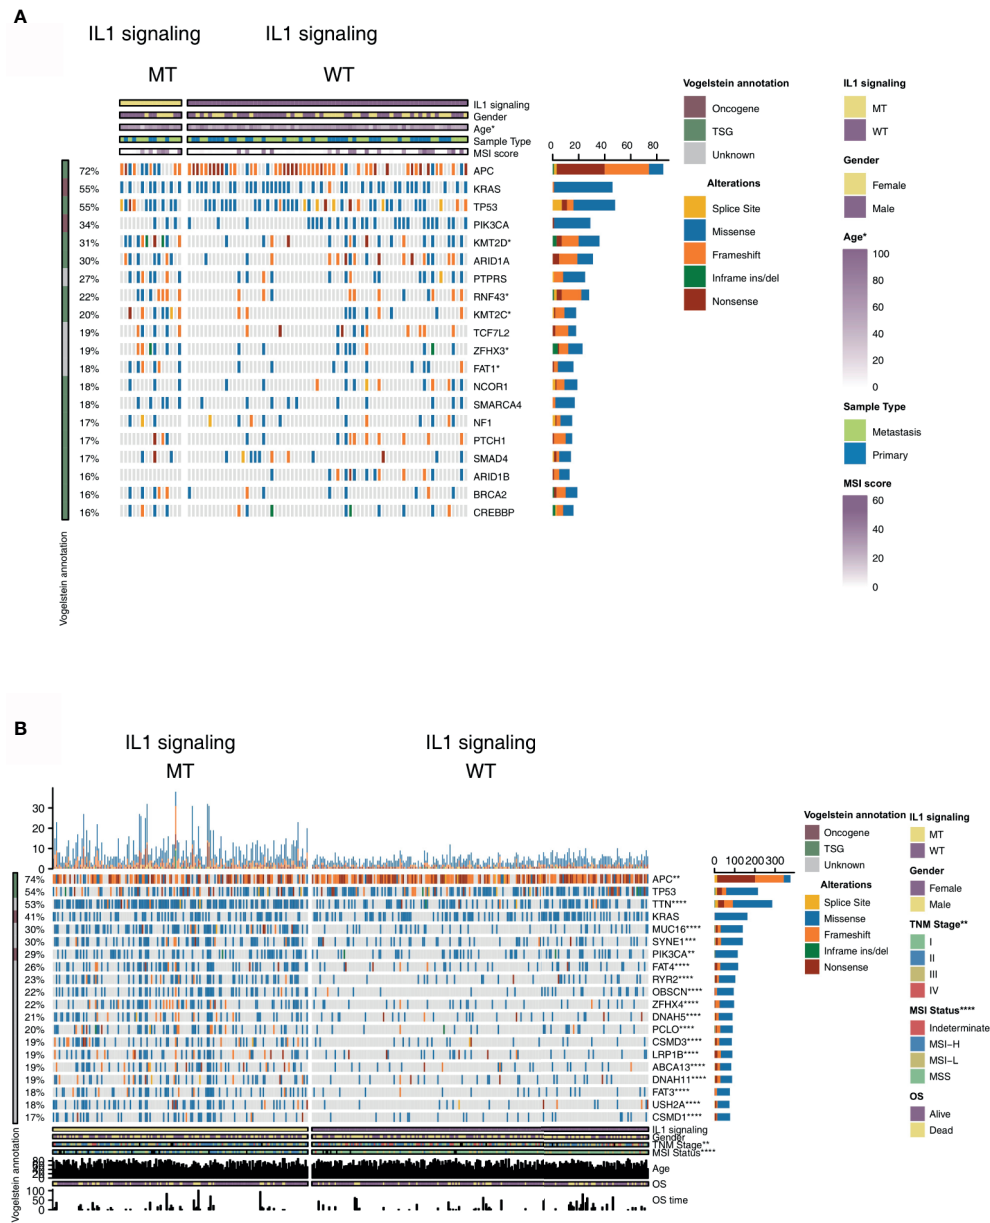 A
IL1 signaling IL1 signaling
MT WT
IL1 signaling
Gender
Age*
Sample Type
MSI score
0 20 40 60 80
72% APC
55% KRAS
55% TP53
34% PIK3CA
31% KMT2D*
30% ARID1A
27% PTPRS
22% RNF43*
20% KMT2C*
19% TCF7L2
19% ZFHX3*
18% FAT1*
18% NCOR1
18% SMARCA4
17% NF1
17% PTCH1
17% SMAD4
16% ARID1B
16% BRCA2
16% CREBBP
Vogelstein annotation
Vogelstein annotation
Oncogene
TSG
Unknown
Alterations
Splice Site
Missense
Frameshift
Inframe ins/del
Nonsense
IL1 signaling
MT
WT
Gender
Female
Male
Age*
100
80
60
40
20
0
Sample Type
Metastasis
Primary
MSI score
60
40
20
0
B
IL1 signaling IL1 signaling
MT WT
30
20
10
0
0 100 200 300
74% APC**
54% TP53
53% TTN****
41% KRAS
30% MUC16****
30% SYNE1***
29% PIK3CA**
26% FAT4****
23% RYR2****
22% OBSCN****
22% ZFHX4****
21% DNAH5****
20% PCLO****
19% CSMD3****
19% LRP1B****
19% ABCA13****
19% DNAH11****
18% FAT3****
18% USH2A****
17% CSMD1****
IL1 signaling
Gender
TNM Stage**
MSI Status****
Age
OS
100
50
0
OS time
Vogelstein annotation
Vogelstein annotation
Oncogene
TSG
Unknown
Alterations
Splice Site
Missense
Frameshift
Inframe ins/del
Nonsense
IL1 signaling
MT
WT
Gender
Female
Male
TNM Stage**
I
II
III
IV
MSI Status****
Indeterminate
MSI−H
MSI−L
MSS
OS
Alive
Dead